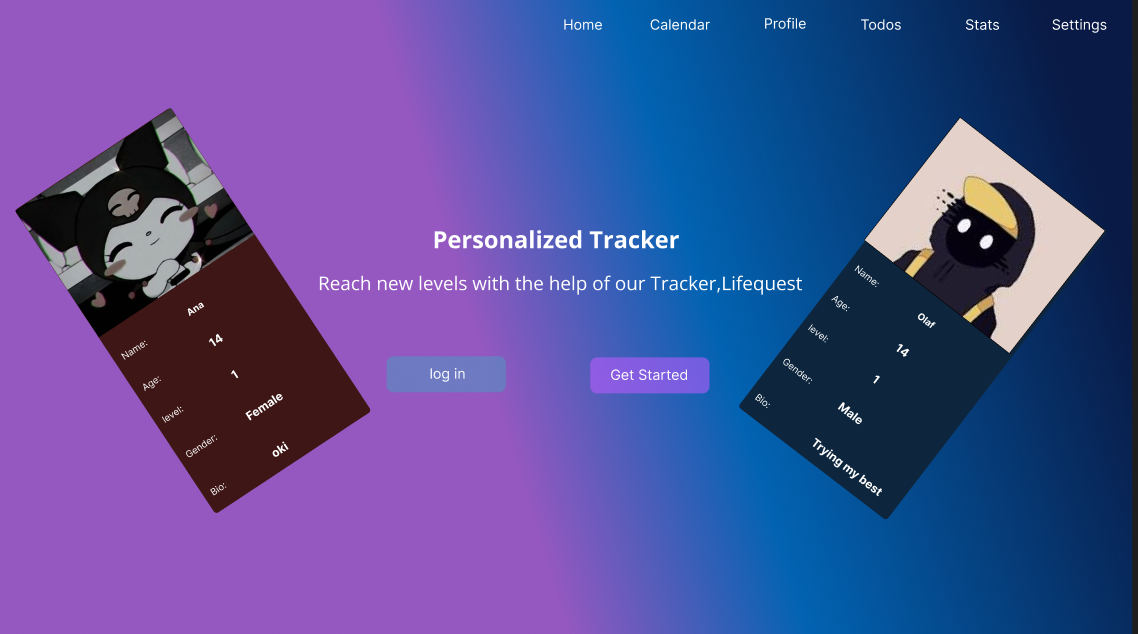 Home Calendar Profile Todos Stats Settings
Personalized Tracker
Reach new levels with the help of our Tracker,Lifequest
log in
Get Started
Name: Ana
Age: 14
level: 1
Gender: Female
Bio: oki
Name: Olaf
Age: 14
level: 1
Gender: Male
Bio: Trying my best